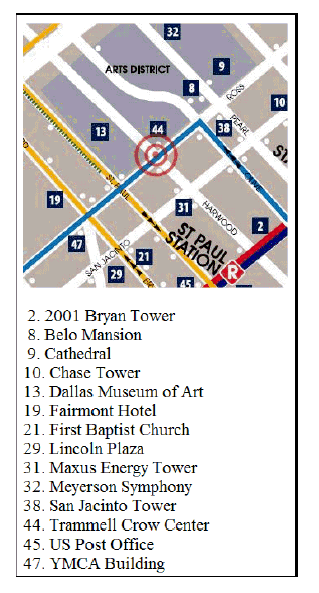 32
ARTS DISTRICT
9
8
ROSS
10
13
44
38
PEARL
ST
ST PAUL
19
31
HARWOOD
2
ST PAUL
STATION
47
SAN JACINTO
21
29
45
R
2. 2001 Bryan Tower
8. Belo Mansion
9. Cathedral
10. Chase Tower
13. Dallas Museum of Art
19. Fairmont Hotel
21. First Baptist Church
29. Lincoln Plaza
31. Maxus Energy Tower
32. Meyerson Symphony
38. San Jacinto Tower
44. Trammell Crow Center
45. US Post Office
47. YMCA Building